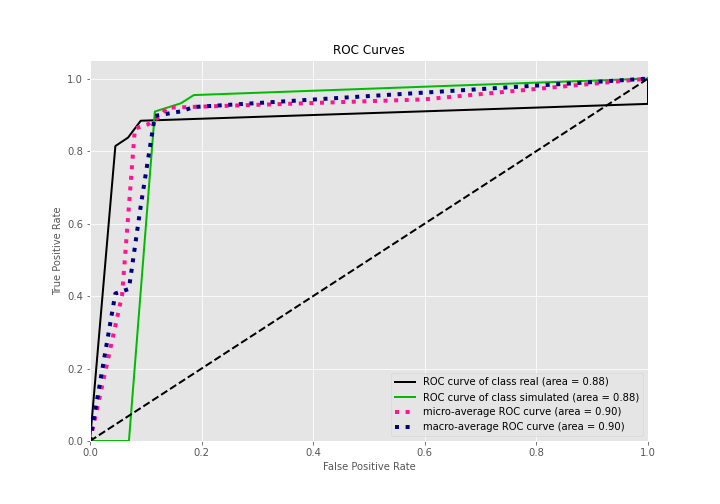 ROC Curves
True Positive Rate
1.0
0.8
0.6
0.4
0.2
0.0
ROC curve of class real (area = 0.88)
ROC curve of class simulated (area = 0.88)
micro-average ROC curve (area = 0.90)
macro-average ROC curve (area = 0.90)
0.0 0.2 0.4 0.6 0.8 1.0
False Positive Rate